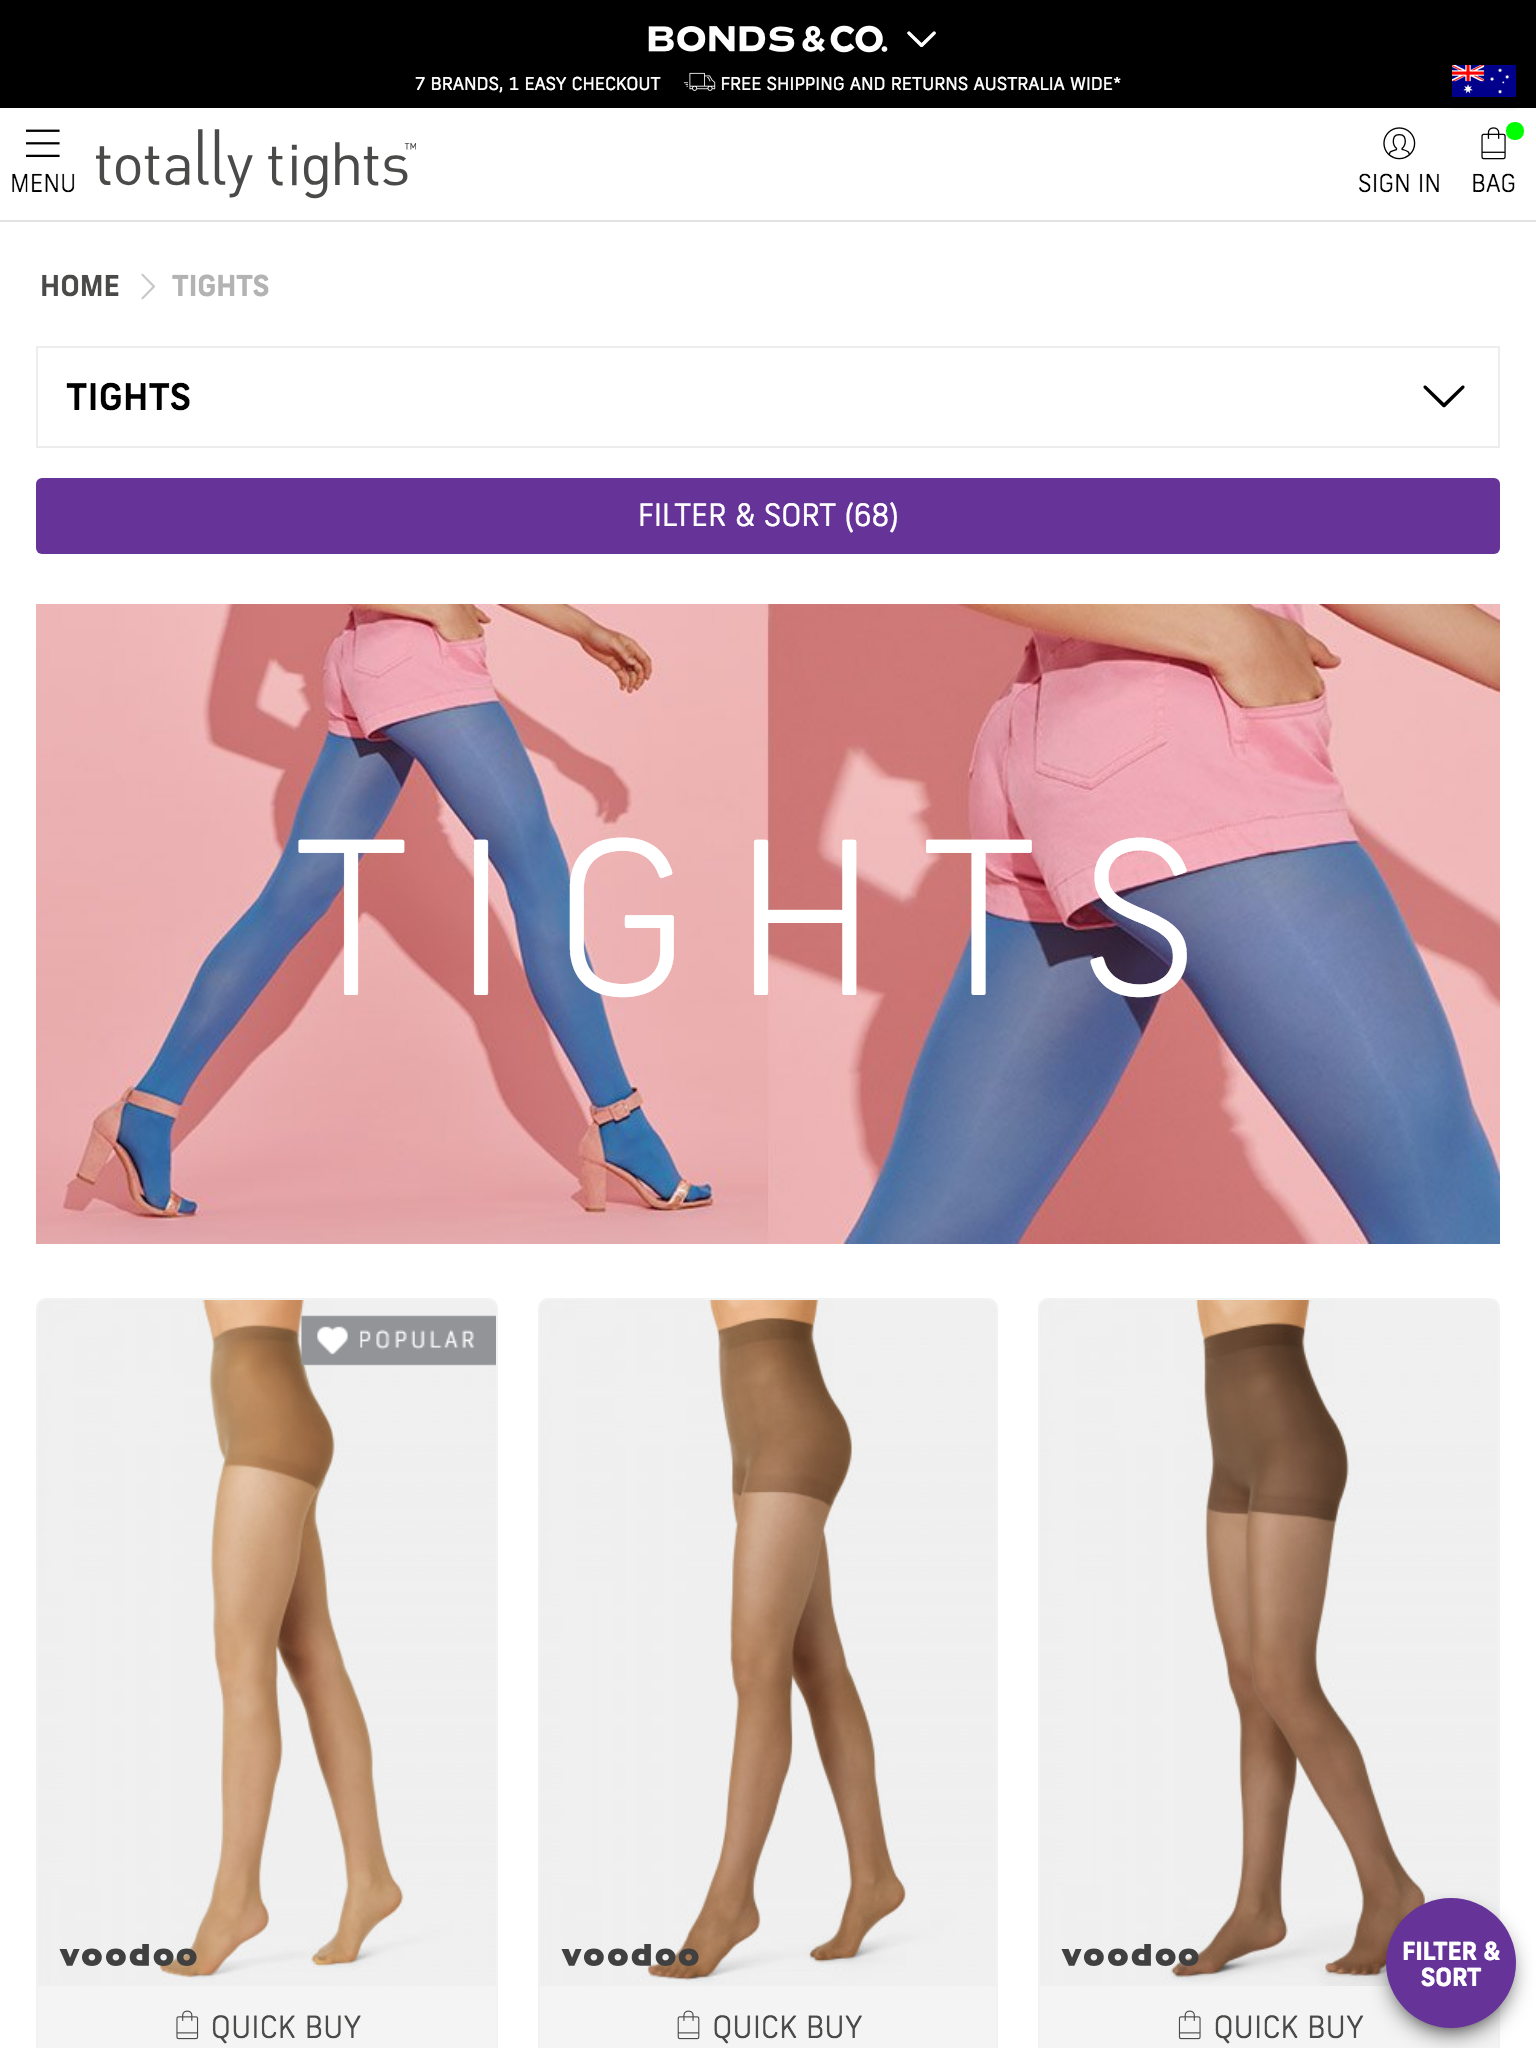 BONDS & CO.
7 BRANDS, 1 EASY CHECKOUT FREE SHIPPING AND RETURNS AUSTRALIA WIDE*
MENU
totally tights™
SIGN IN
BAG
HOME > TIGHTS
TIGHTS
FILTER & SORT (68)
TIGHTS
POPULAR
voodoo
voodoo
voodoo
FILTER &
SORT
QUICK BUY
QUICK BUY
QUICK BUY